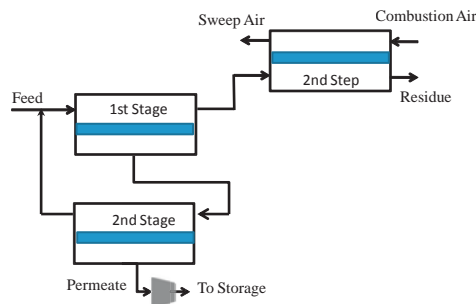 Sweep Air
Combustion Air
2nd Step
Residue
Feed
1st Stage
2nd Stage
Permeate
To Storage